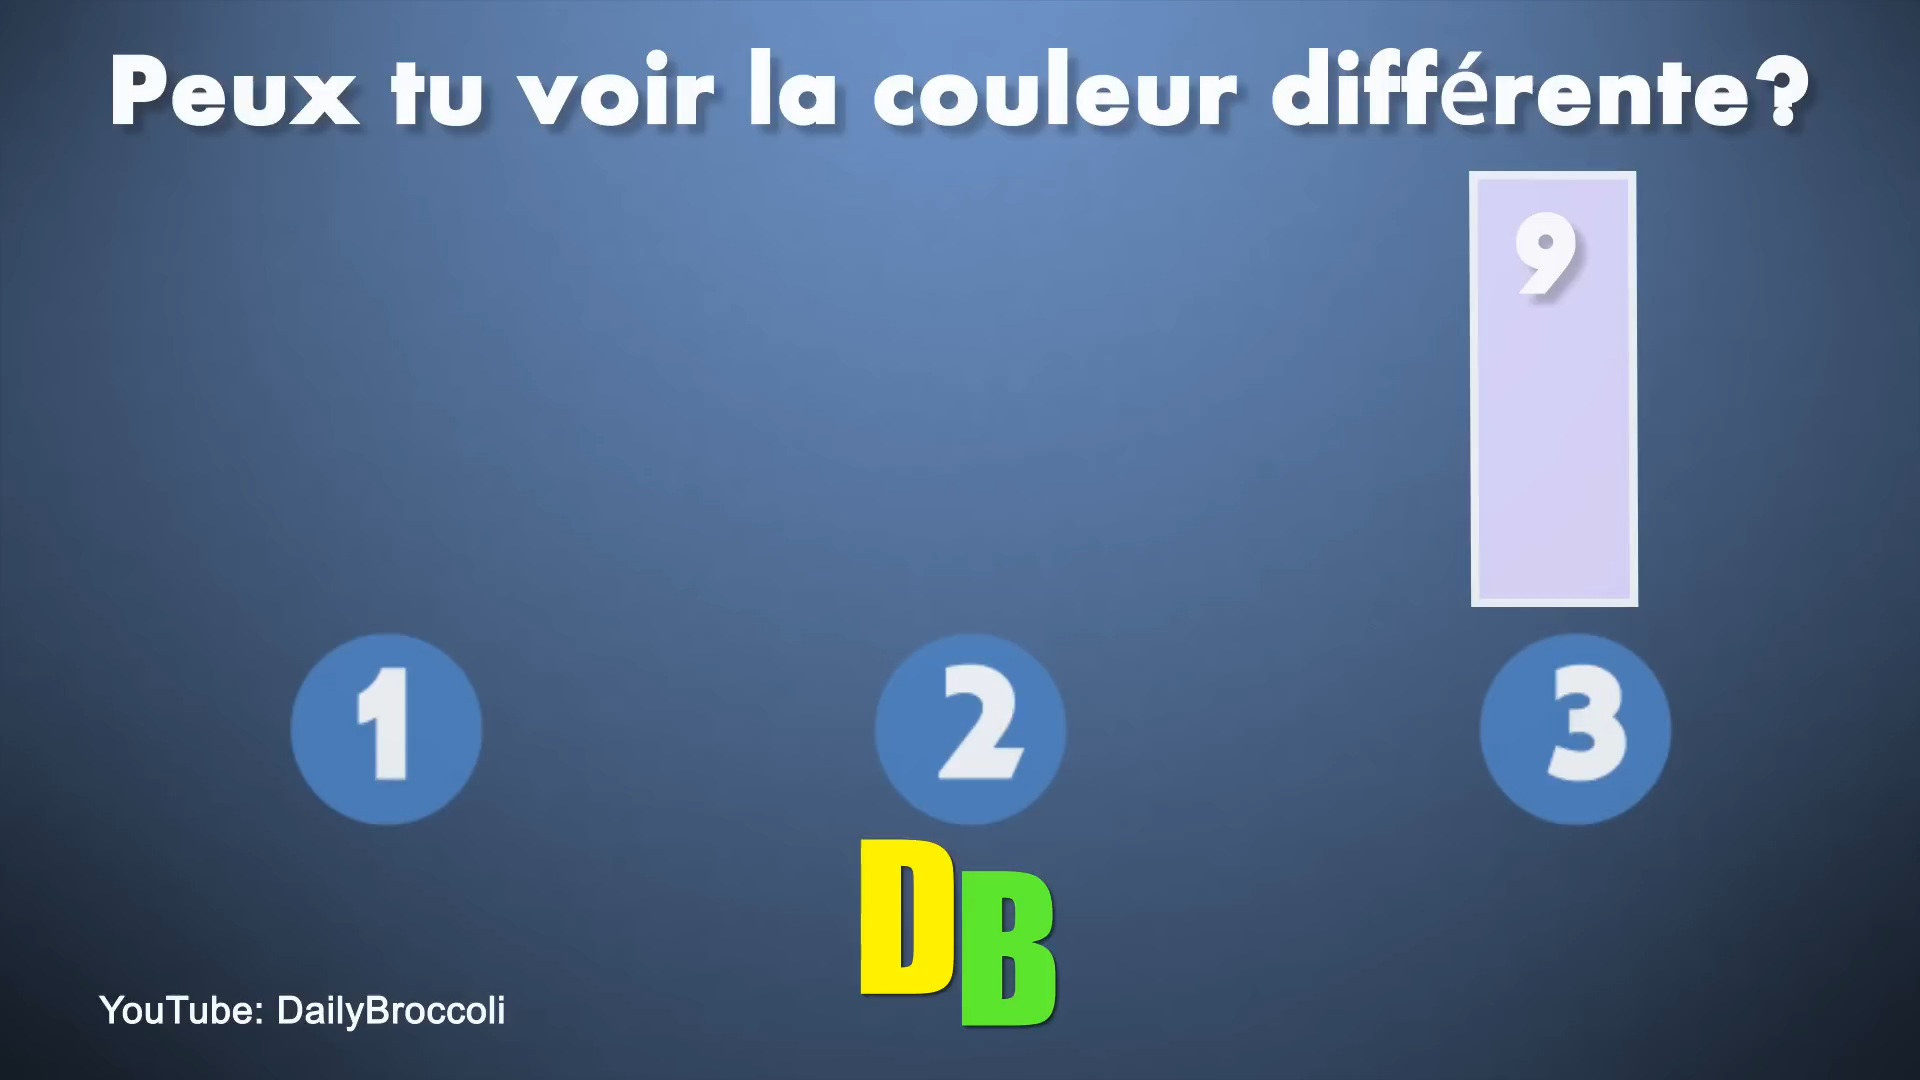 Peux tu voir la couleur différente?
9
1 2 3
DB
YouTube: DailyBroccoli